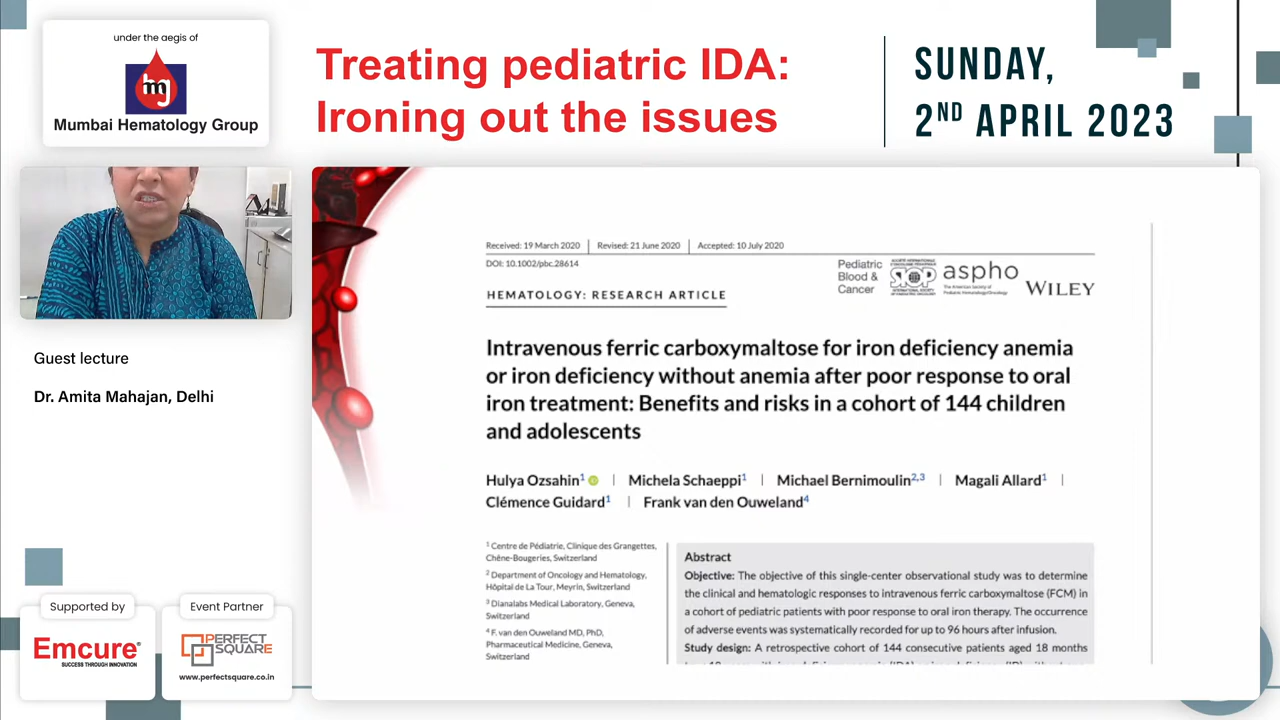 under the aegis of
mj
Mumbai Hematology Group
Treating pediatric IDA:
Ironing out the issues
SUNDAY,
2ND APRIL 2023
Guest lecture
Dr. Amita Mahajan, Delhi
Supported by
Emcure®
SUCCESS THROUGH INNOVATION
Event Partner
PERFECT
SQUARE
www.perfectsquare.co.in
Received: 19 March 2020 | Revised: 21 June 2020 | Accepted: 10 July 2020
DOI: 10.1002/pbc.28614
Pediatric
Blood &
Cancer
SIOP
aspho
The American Society of
Pediatric Hematology/Oncology
WILEY
HEMATOLOGY: RESEARCH ARTICLE
Intravenous ferric carboxymaltose for iron deficiency anemia
or iron deficiency without anemia after poor response to oral
iron treatment: Benefits and risks in a cohort of 144 children
and adolescents
Hulya Ozsahin1 | Michela Schaeppi1 | Michael Bernimoulin2,3 | Magali Allard1 |
Clémence Guidard1 | Frank van den Ouweland4
1 Centre de Pédiatrie, Clinique des Grangettes,
Chêne-Bougeries, Switzerland
2 Department of Oncology and Hematology,
Hôpital de La Tour, Meyrin, Switzerland
3 Dianalabs Medical Laboratory, Geneva,
Switzerland
4 F. van den Ouweland MD, PhD,
Pharmaceutical Medicine, Geneva,
Switzerland
Abstract
Objective: The objective of this single-center observational study was to determine
the clinical and hematologic responses to intravenous ferric carboxymaltose (FCM) in
a cohort of pediatric patients with poor response to oral iron therapy. The occurrence
of adverse events was systematically recorded for up to 96 hours after infusion.
Study design: A retrospective cohort of 144 consecutive patients aged 18 months